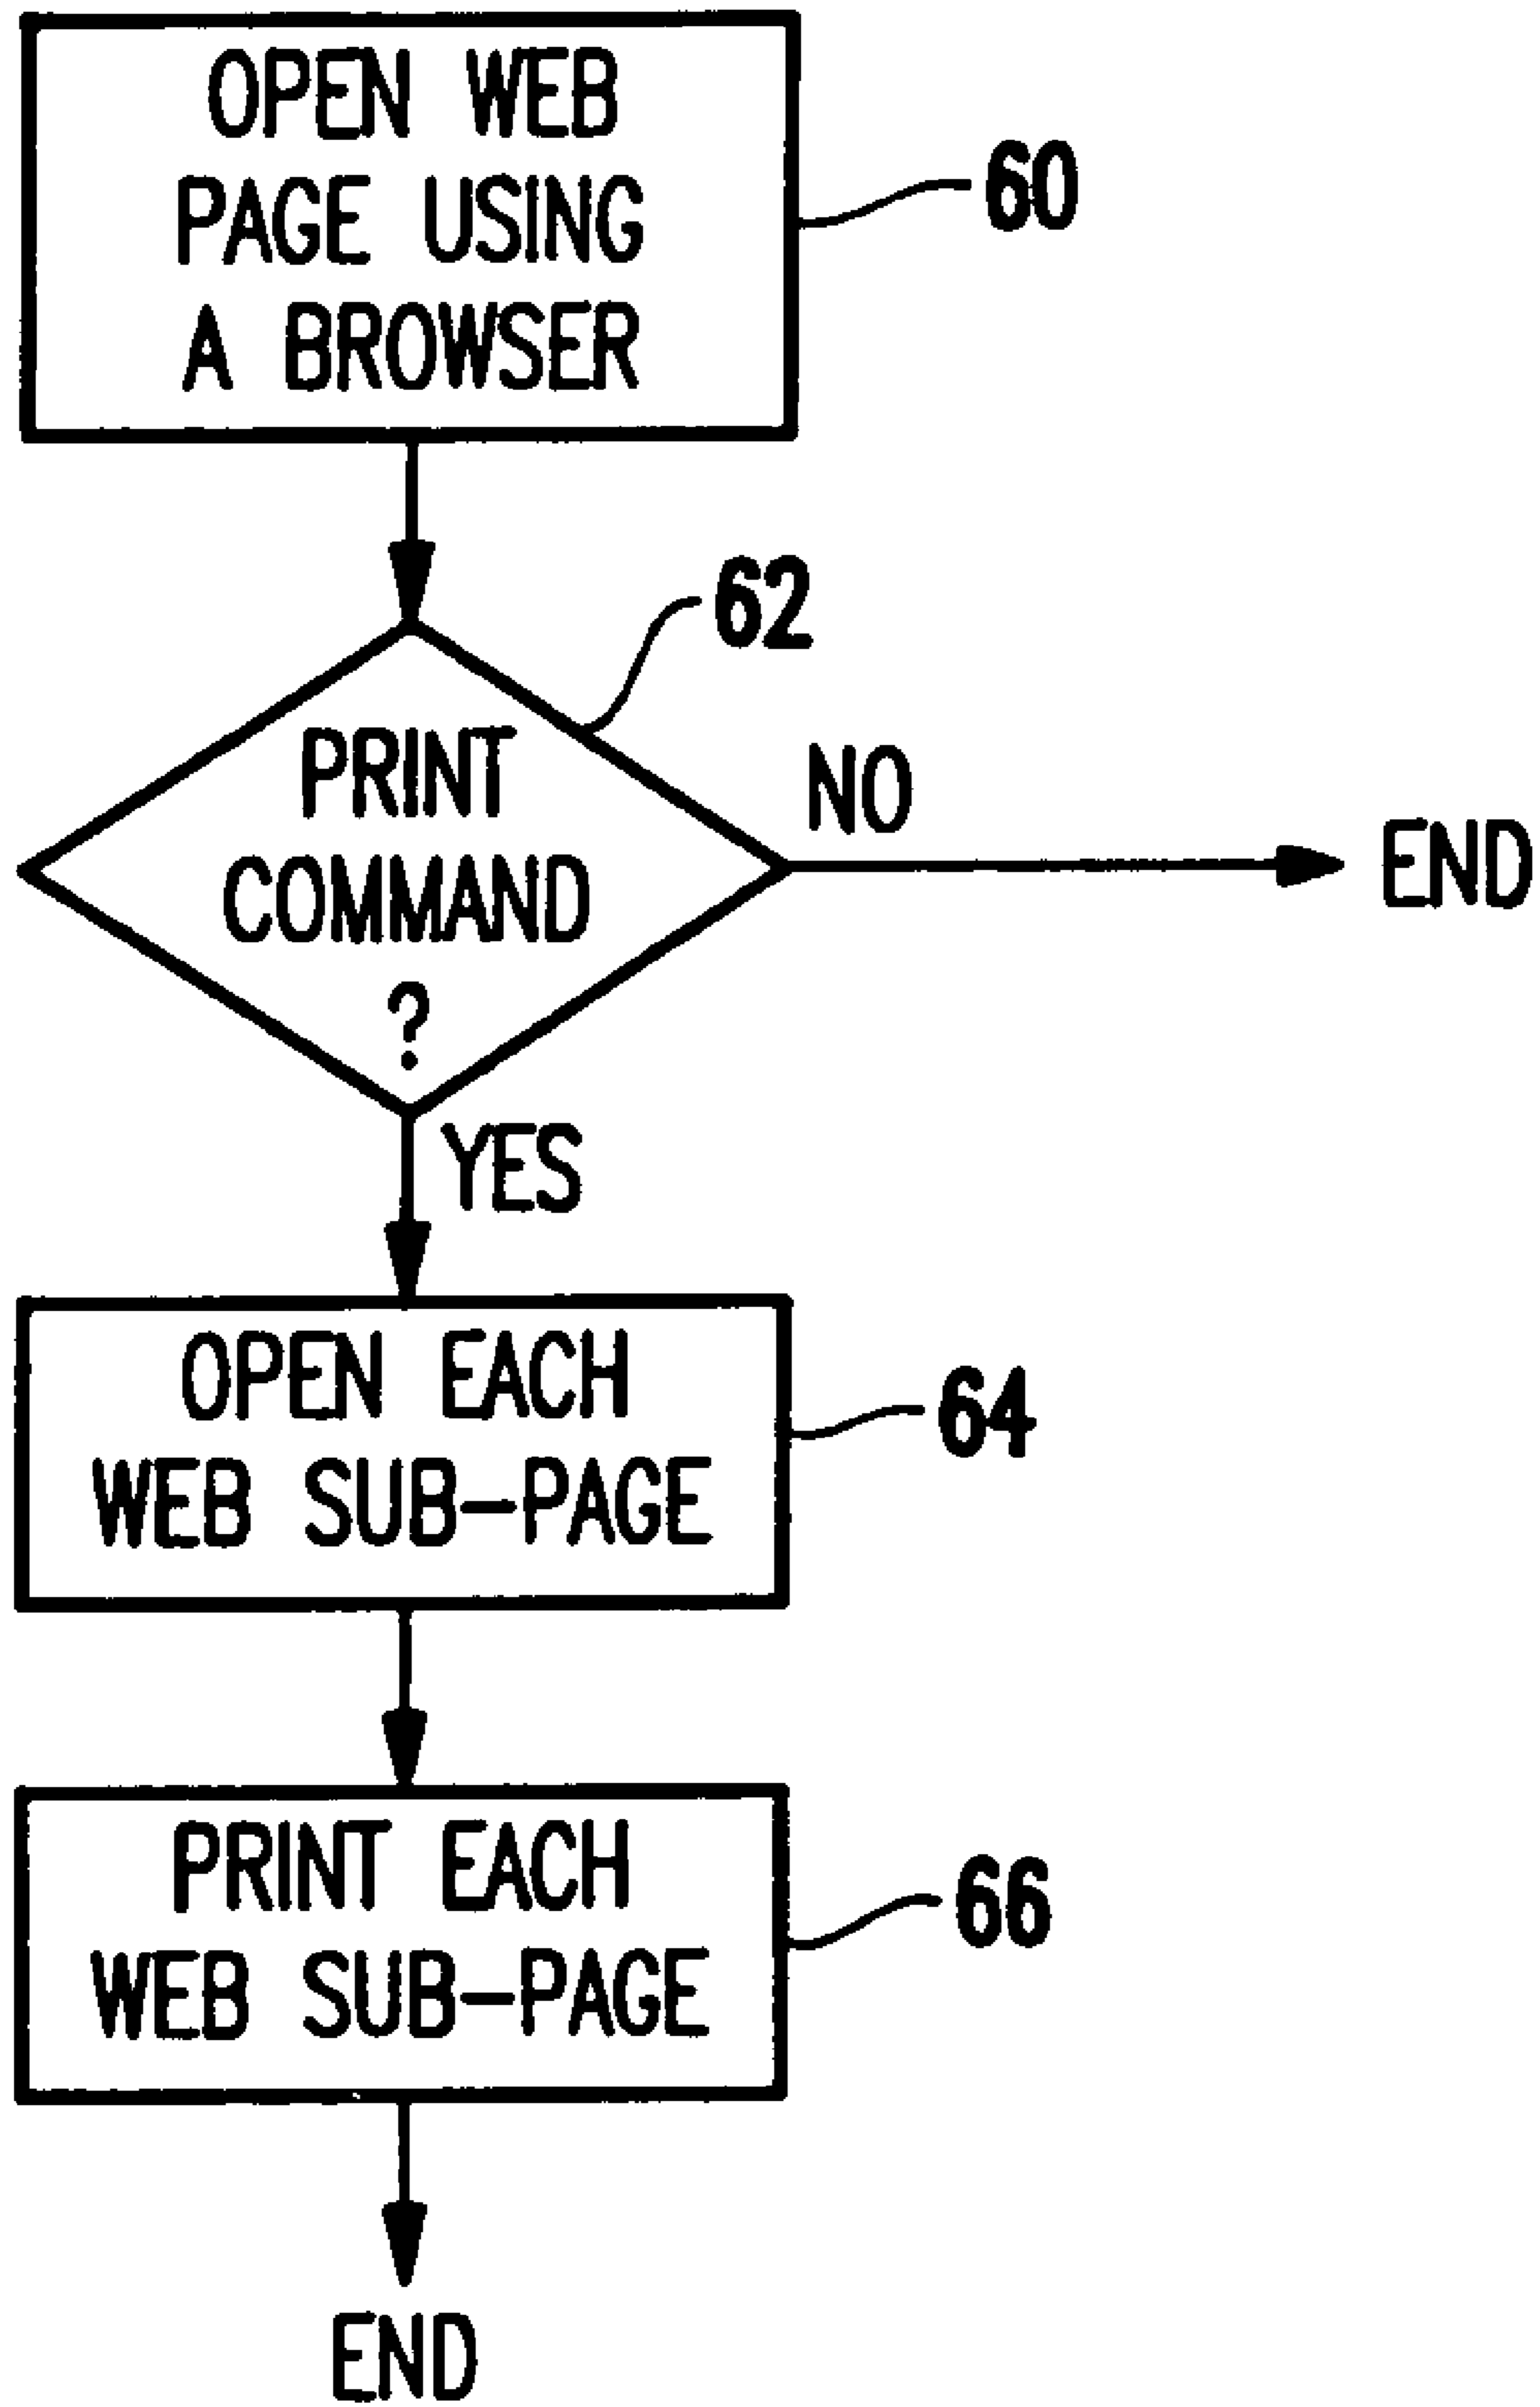 OPEN WEB
PAGE USING
A BROWSER
60
62
PRINT
COMMAND
?
NO
END
YES
OPEN EACH
WEB SUB-PAGE
64
PRINT EACH
WEB SUB-PAGE
66
END